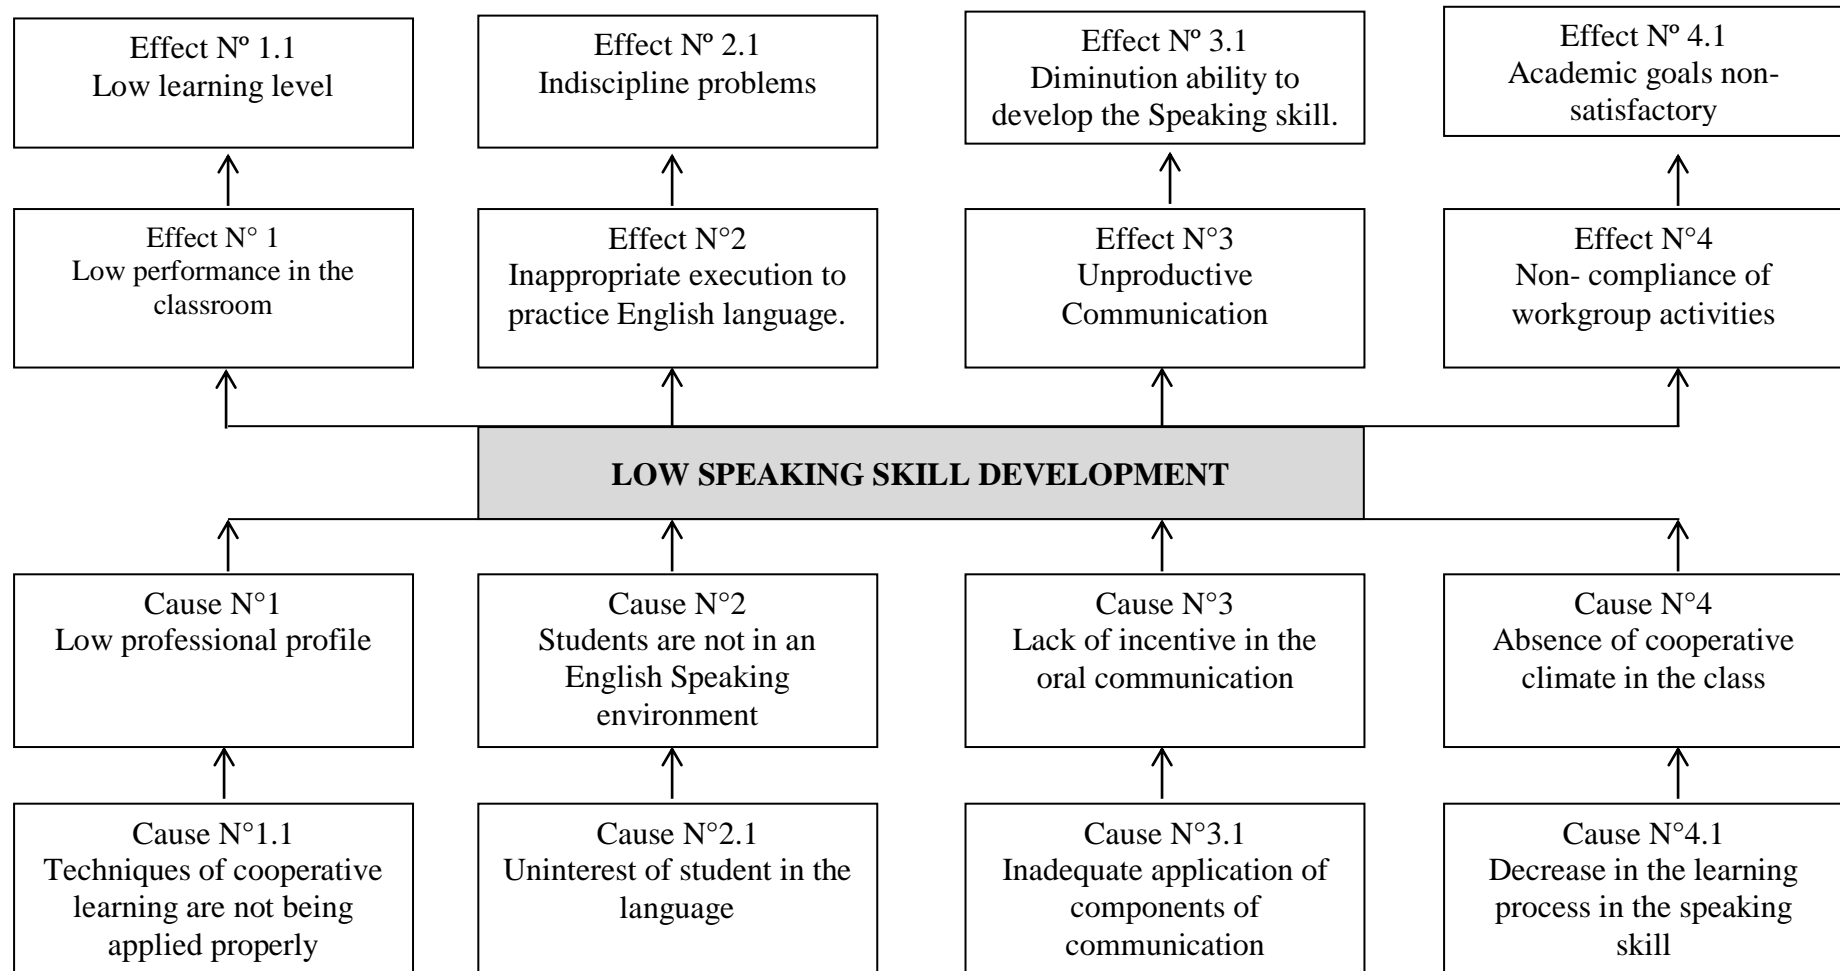 Effect Nº 1.1
Low learning level
Effect Nº 2.1
Indiscipline problems
Effect Nº 3.1
Diminution ability to
develop the Speaking skill.
Effect Nº 4.1
Academic goals non-
satisfactory
Effect N° 1
Low performance in the
classroom
Effect N°2
Inappropriate execution to
practice English language.
Effect N°3
Unproductive
Communication
Effect N°4
Non- compliance of
workgroup activities
LOW SPEAKING SKILL DEVELOPMENT
Cause N°1
Low professional profile
Cause N°2
Students are not in an
English Speaking
environment
Cause N°3
Lack of incentive in the
oral communication
Cause N°4
Absence of cooperative
climate in the class
Cause N°1.1
Techniques of cooperative
learning are not being
applied properly
Cause N°2.1
Uninterest of student in the
language
Cause N°3.1
Inadequate application of
components of
communication
Cause N°4.1
Decrease in the learning
process in the speaking
skill